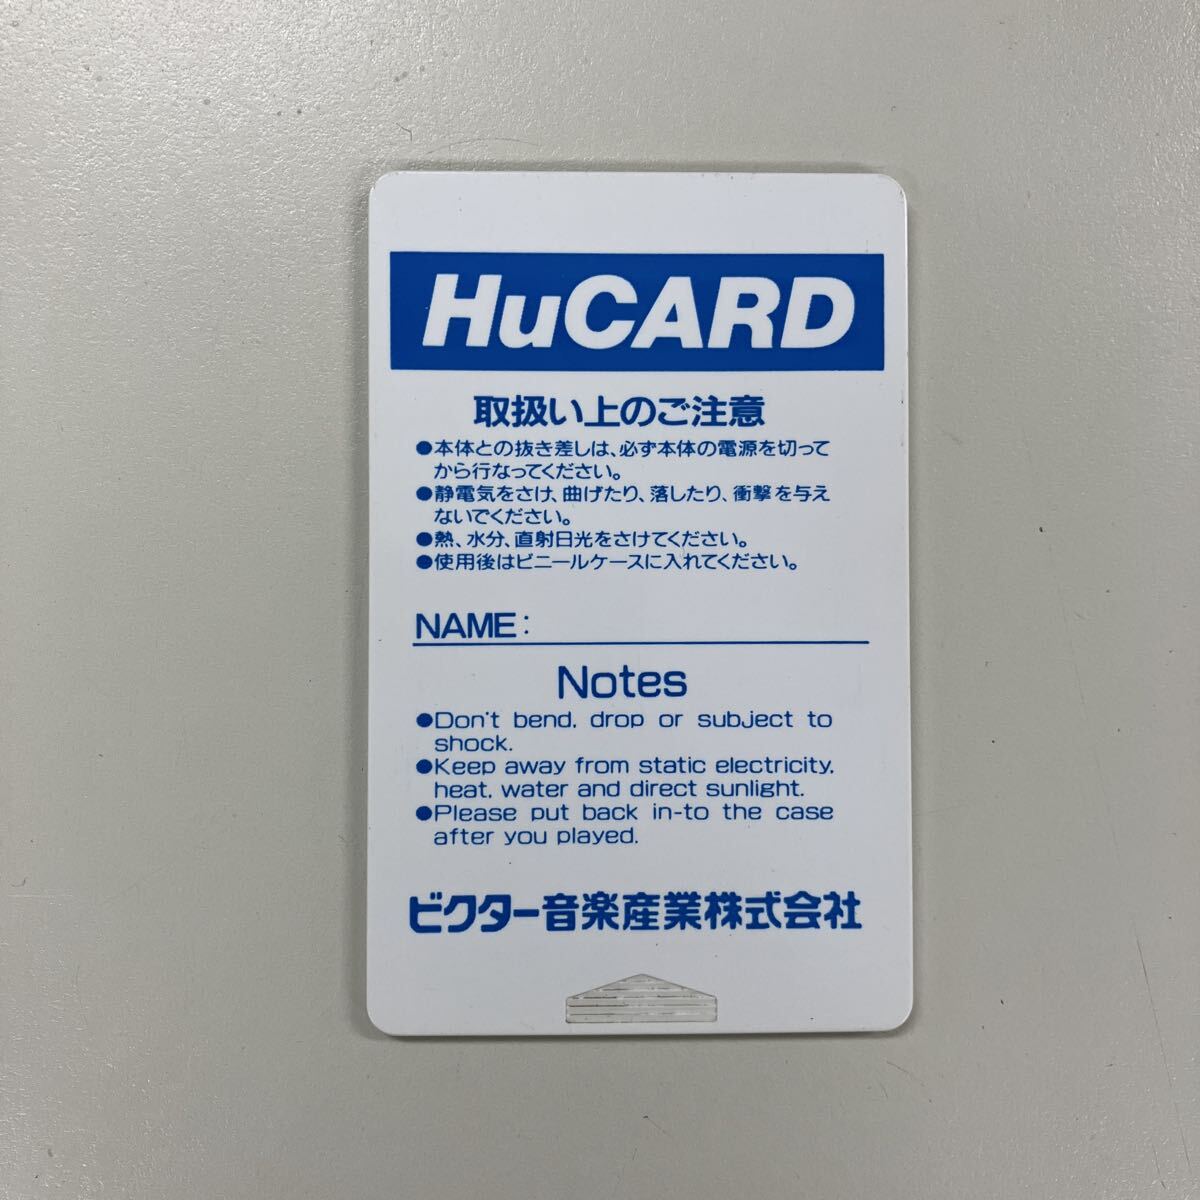 HuCARD
取扱い上のご注意
●本体との抜き差しは、必ず本体の電源を切って
から行なってください。
●静電気をさけ、曲げたり、落したり、衝撃を与え
ないでください。
●熱、水分、直射日光をさけてください。
●使用後はビニールケースに入れてください。
NAME:
Notes
●Don't bend, drop or subject to
shock.
●Keep away from static electricity,
heat, water and direct sunlight.
●Please put back in-to the case
after you played.
ビクター音楽産業株式会社